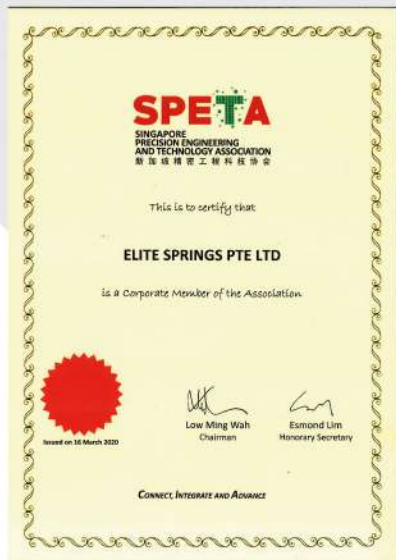 SPETA
SINGAPORE
PRECISION ENGINEERING
AND TECHNOLOGY ASSOCIATION
新加坡精密工程科技协会
This is to certify that
ELITE SPRINGS PTE LTD
is a Corporate Member of the Association
Low Ming Wah
Chairman
Esmond Lim
Honorary Secretary
Issued on 16 March 2020
CONNECT, INTEGRATE AND ADVANCE